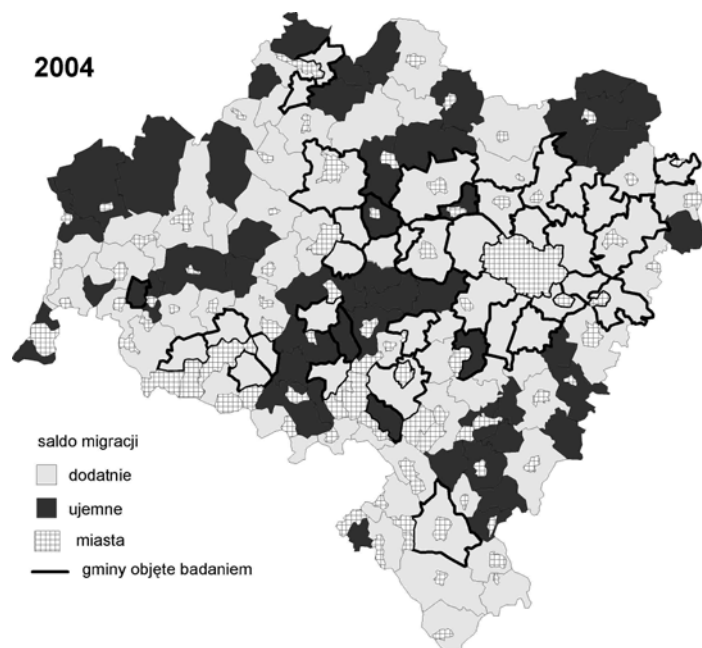 2004
saldo migracji
dodatnie
ujemne
miasta
gminy objęte badaniem